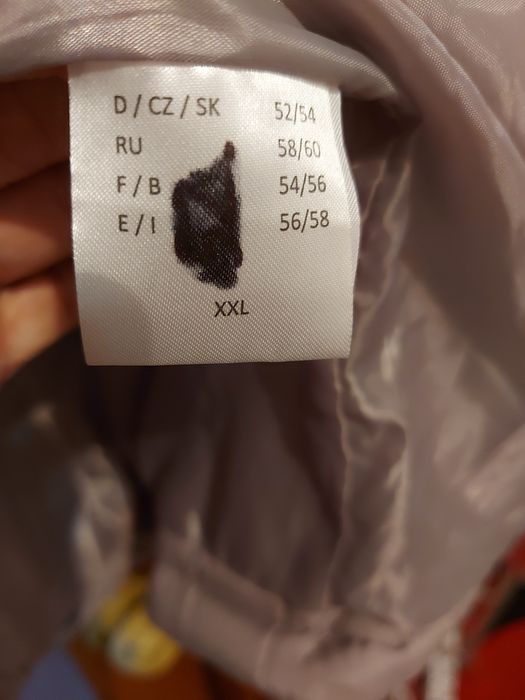 D / CZ / SK 52/54
RU 58/60
F / B 54/56
E / I 56/58
XXL